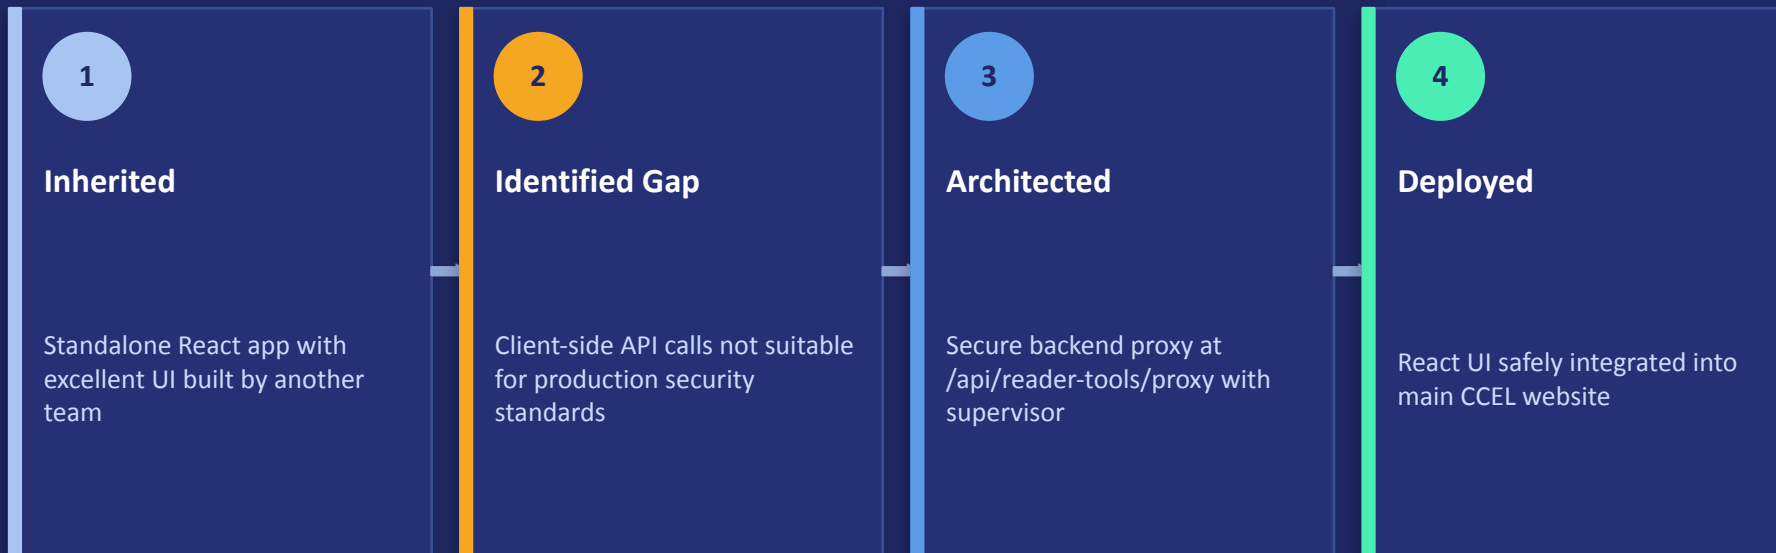 1
Inherited
Standalone React app with
excellent UI built by another
team
2
Identified Gap
Client-side API calls not suitable
for production security
standards
3
Architected
Secure backend proxy at
/api/reader-tools/proxy with
supervisor
4
Deployed
React UI safely integrated into
main CCEL website